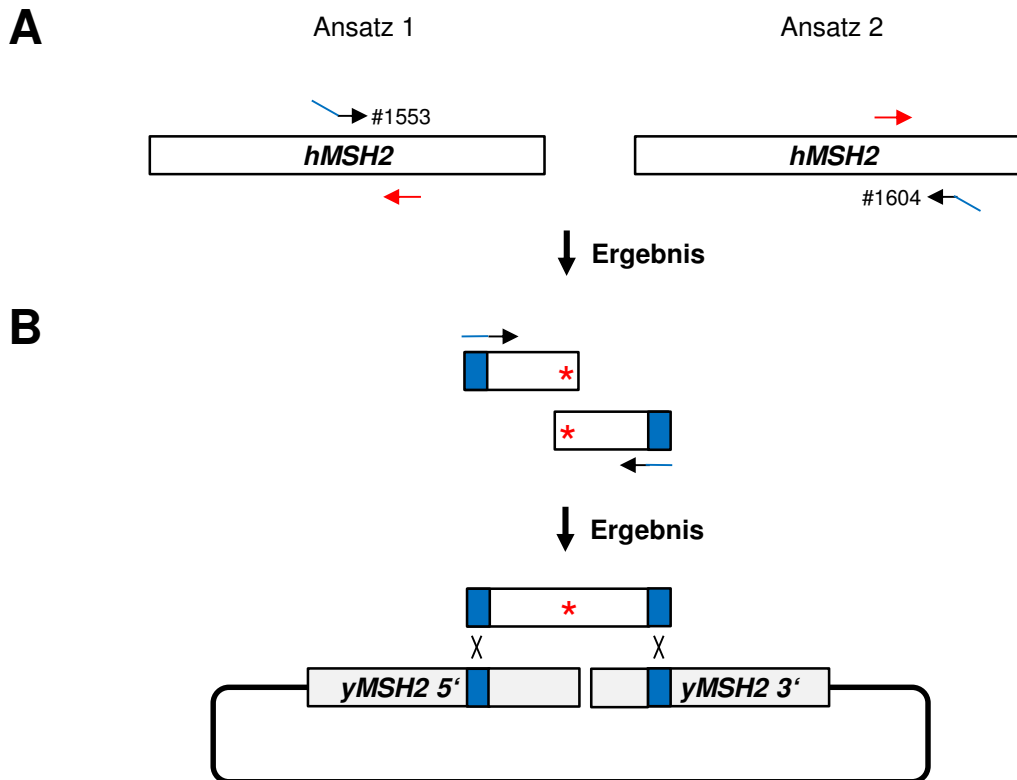 A
Ansatz 1
Ansatz 2
#1553
hMSH2
hMSH2
#1604
Ergebnis
B
*
*
Ergebnis
*
X X
yMSH2 5‘
yMSH2 3‘